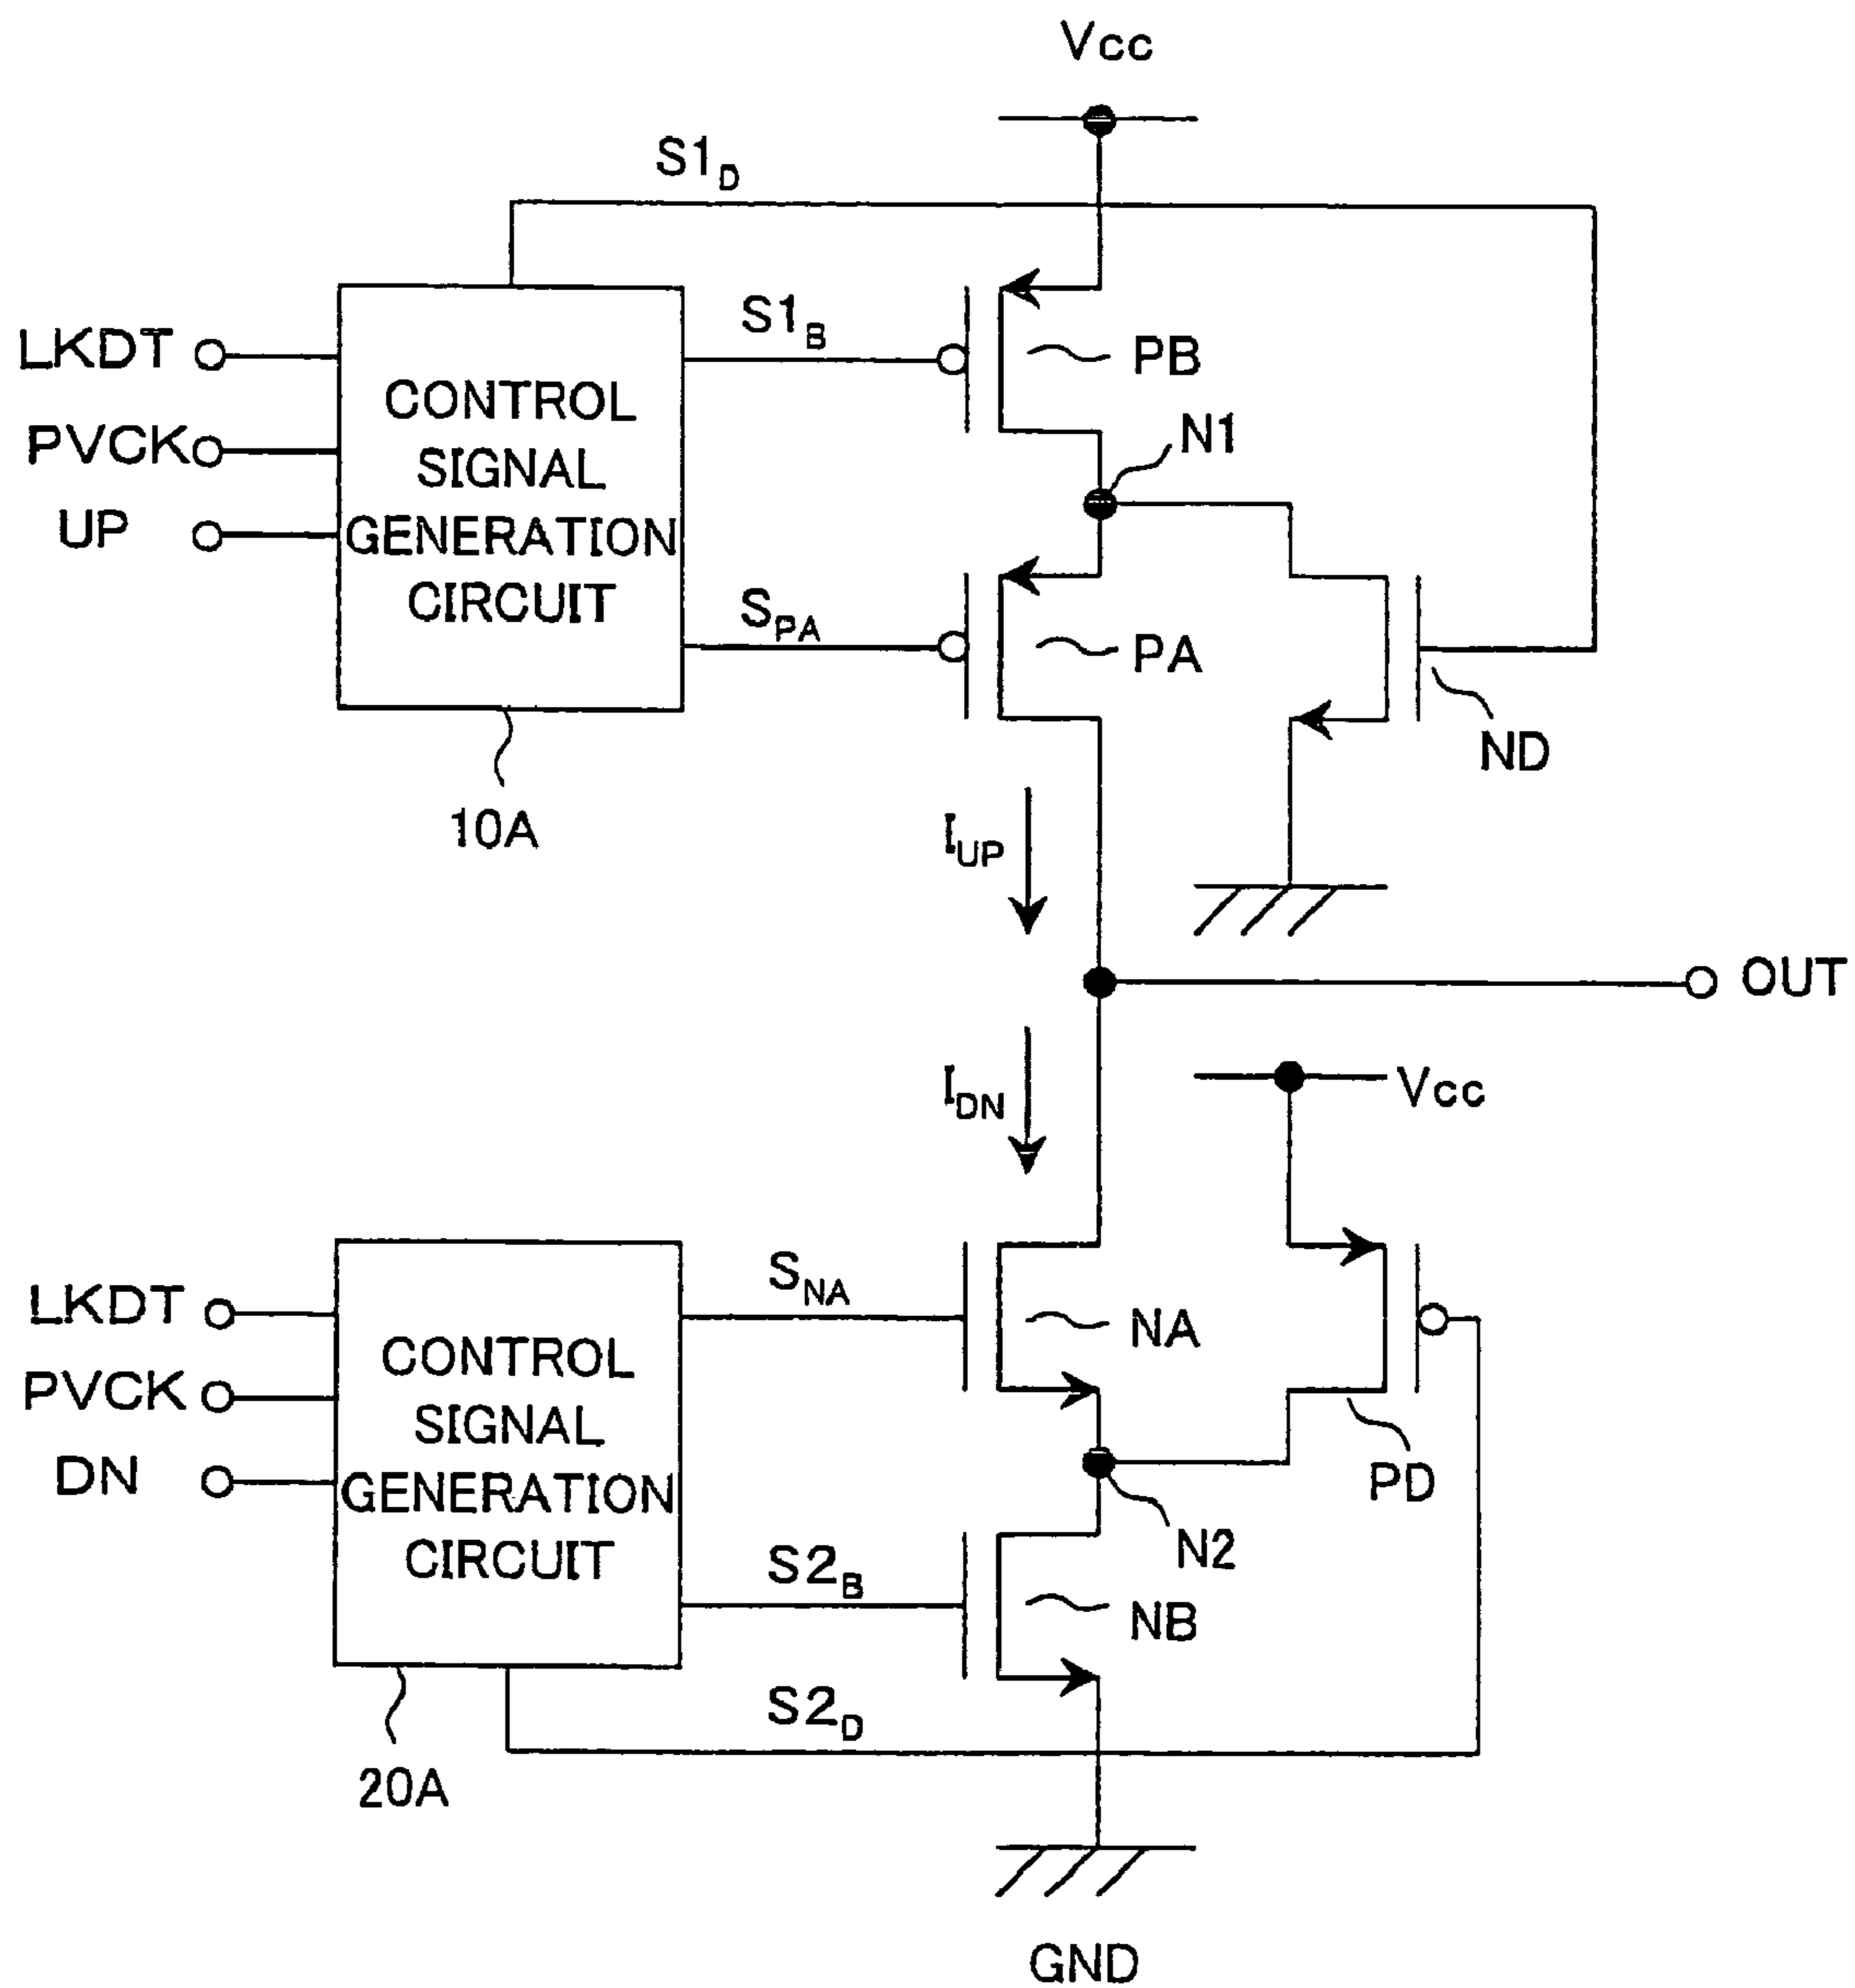 Vcc
S1D
S1B
LKDT
PVCK
UP
CONTROL
SIGNAL
GENERATION
CIRCUIT
PB
N1
SPA
PA
ND
10A
IUP
OUT
IDN
Vcc
LKDT
PVCK
DN
CONTROL
SIGNAL
GENERATION
CIRCUIT
SNA
NA
PD
N2
S2B
NB
S2D
20A
GND